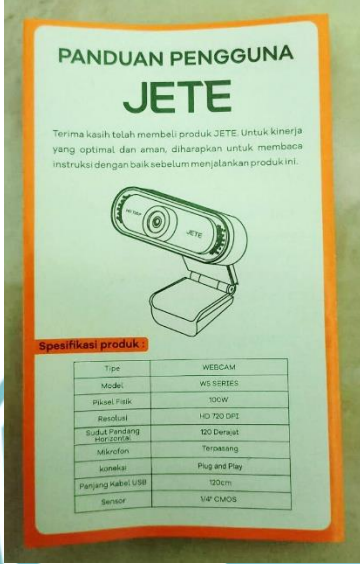 PANDUAN PENGGUNA
JETE
Terima kasih telah membeli produk JETE. Untuk kinerja
yang optimal dan aman, diharapkan untuk membaca
instruksi dengan baik sebelum menjalankan produk ini.
HD 720P
JETE
Spesifikasi produk :
Tipe WEBCAM
Model W5 SERIES
Piksel Fisik 100W
Resolusi HD 720 DPI
Sudut Pandang
Horizontal 120 Derajat
Mikrofon Terpasang
koneksi Plug and Play
Panjang Kabel USB 120cm
Sensor 1/4" CMOS